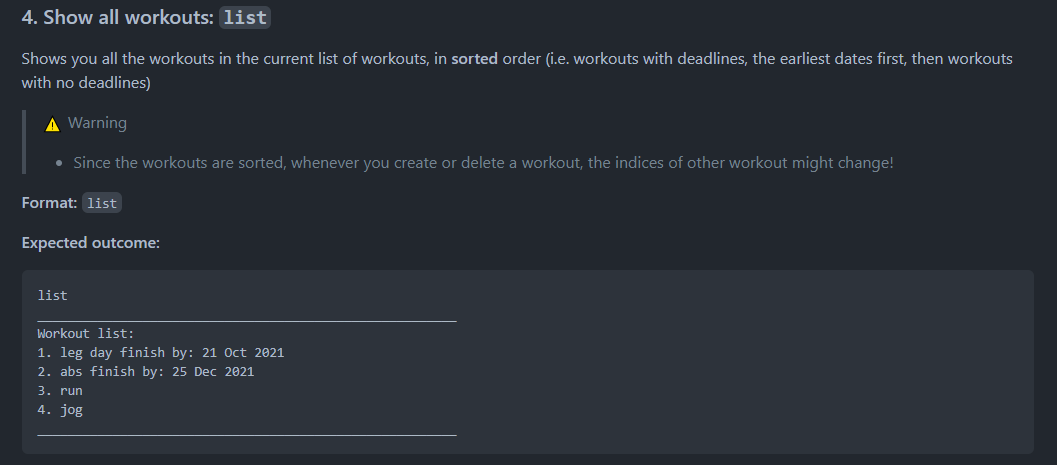 4. Show all workouts: list
Shows you all the workouts in the current list of workouts, in sorted order (i.e. workouts with deadlines, the earliest dates first, then workouts
with no deadlines)
⚠ Warning
• Since the workouts are sorted, whenever you create or delete a workout, the indices of other workout might change!
Format: list
Expected outcome:
list
Workout list:
1. leg day finish by: 21 Oct 2021
2. abs finish by: 25 Dec 2021
3. run
4. jog